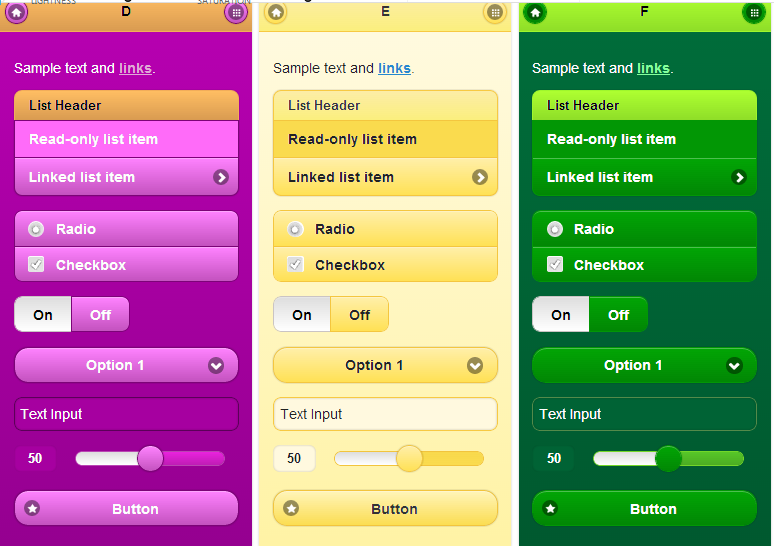 LIGHTNESS
SATURATION
D
Sample text and links.
List Header
Read-only list item
Linked list item
Radio
Checkbox
On Off
Option 1
Text Input
50
Button
E
Sample text and links.
List Header
Read-only list item
Linked list item
Radio
Checkbox
On Off
Option 1
Text Input
50
Button
F
Sample text and links.
List Header
Read-only list item
Linked list item
Radio
Checkbox
On Off
Option 1
Text Input
50
Button